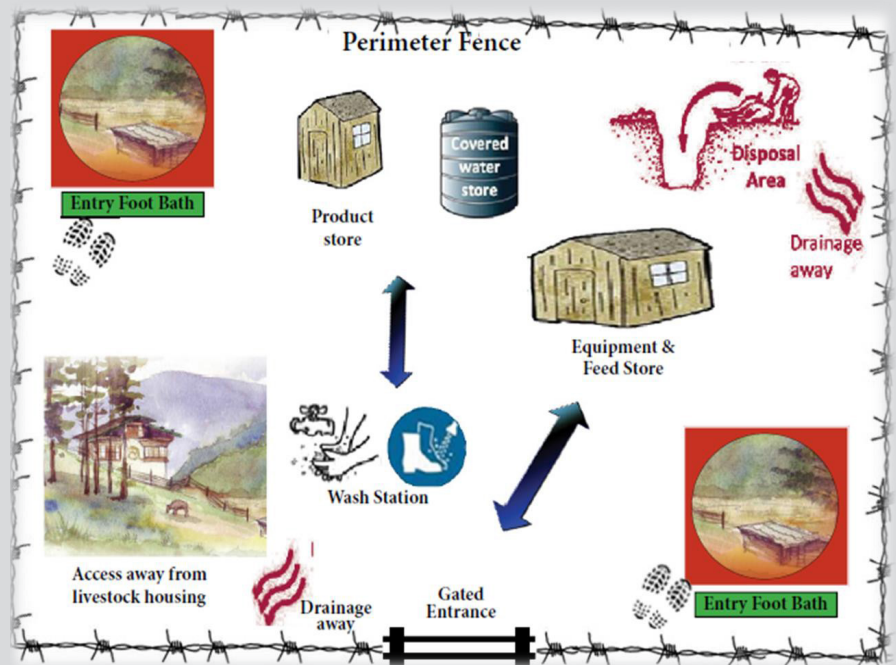 Perimeter Fence
Entry Foot Bath
Product
store
Covered
water
store
Disposal
Area
Drainage
away
Equipment &
Feed Store
Wash Station
Access away from
livestock housing
Drainage
away
Gated
Entrance
Entry Foot Bath